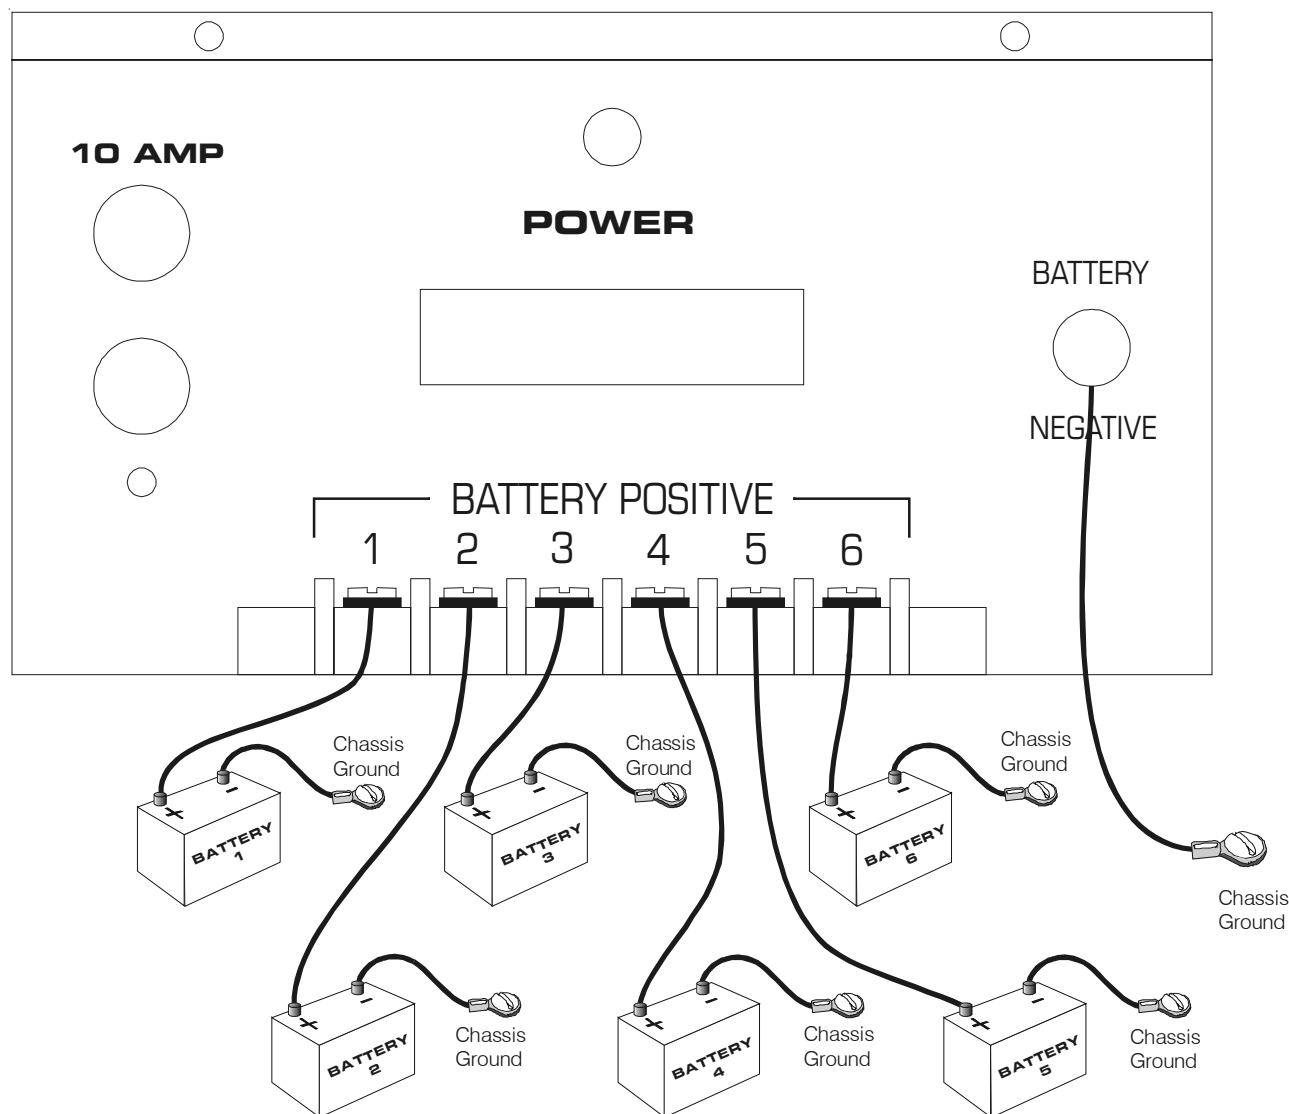 10 AMP
POWER
BATTERY
NEGATIVE
BATTERY POSITIVE
1 2 3 4 5 6
Chassis
Ground
Chassis
Ground
Chassis
Ground
+ -
BATTERY
1
+ -
BATTERY
3
+ -
BATTERY
6
Chassis
Ground
+ -
BATTERY
2
Chassis
Ground
+ -
BATTERY
4
Chassis
Ground
+ -
BATTERY
5
Chassis
Ground